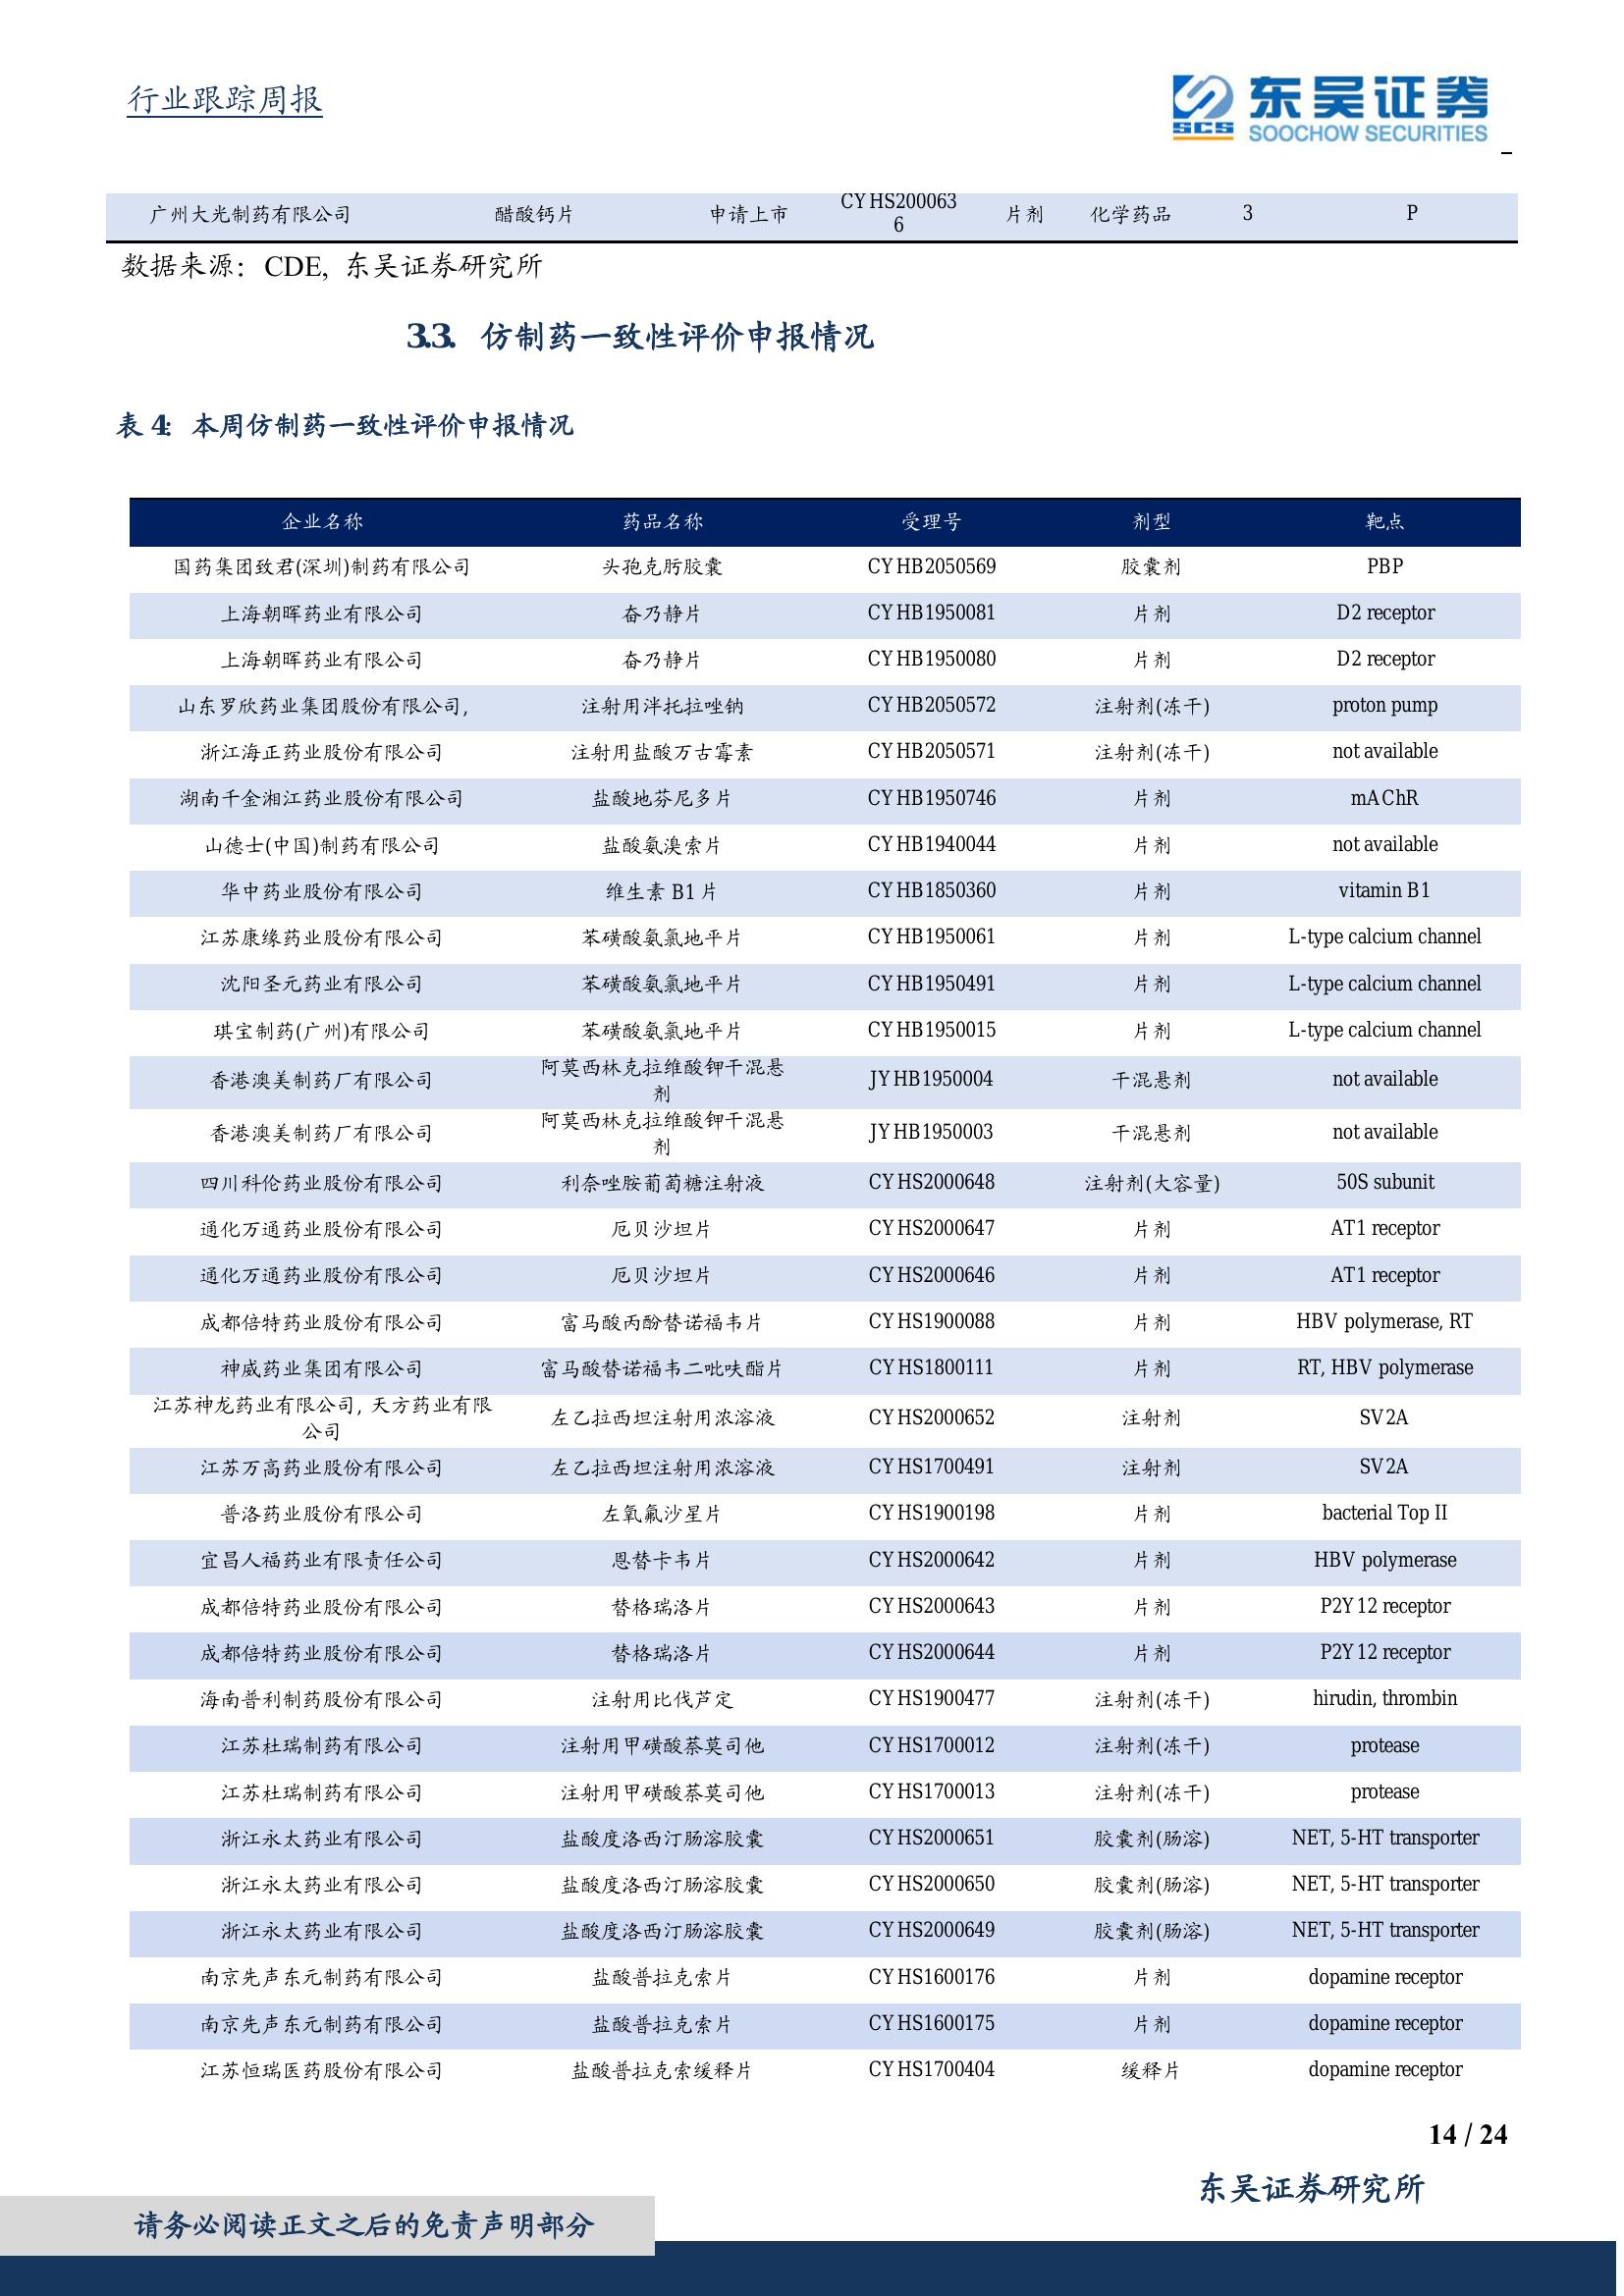 行业跟踪周报
东吴证券
SCS SOOCHOW SECURITIES
广州大光制药有限公司 醋酸钙片 申请上市 CYHS2000636 片剂 化学药品 3 P
数据来源：CDE, 东吴证券研究所
3.3. 仿制药一致性评价申报情况
表 4: 本周仿制药一致性评价申报情况
企业名称 药品名称 受理号 剂型 靶点
国药集团致君(深圳)制药有限公司 头孢克肟胶囊 CYHB2050569 胶囊剂 PBP
上海朝晖药业有限公司 奋乃静片 CYHB1950081 片剂 D2 receptor
上海朝晖药业有限公司 奋乃静片 CYHB1950080 片剂 D2 receptor
山东罗欣药业集团股份有限公司, 注射用泮托拉唑钠 CYHB2050572 注射剂(冻干) proton pump
浙江海正药业股份有限公司 注射用盐酸万古霉素 CYHB2050571 注射剂(冻干) not available
湖南千金湘江药业股份有限公司 盐酸地芬尼多片 CYHB1950746 片剂 mAChR
山德士(中国)制药有限公司 盐酸氨溴索片 CYHB1940044 片剂 not available
华中药业股份有限公司 维生素 B1 片 CYHB1850360 片剂 vitamin B1
江苏康缘药业股份有限公司 苯磺酸氨氯地平片 CYHB1950061 片剂 L-type calcium channel
沈阳圣元药业有限公司 苯磺酸氨氯地平片 CYHB1950491 片剂 L-type calcium channel
琪宝制药(广州)有限公司 苯磺酸氨氯地平片 CYHB1950015 片剂 L-type calcium channel
香港澳美制药厂有限公司 阿莫西林克拉维酸钾干混悬剂 JYHB1950004 干混悬剂 not available
香港澳美制药厂有限公司 阿莫西林克拉维酸钾干混悬剂 JYHB1950003 干混悬剂 not available
四川科伦药业股份有限公司 利奈唑胺葡萄糖注射液 CYHS2000648 注射剂(大容量) 50S subunit
通化万通药业股份有限公司 厄贝沙坦片 CYHS2000647 片剂 AT1 receptor
通化万通药业股份有限公司 厄贝沙坦片 CYHS2000646 片剂 AT1 receptor
成都倍特药业股份有限公司 富马酸丙酚替诺福韦片 CYHS1900088 片剂 HBV polymerase, RT
神威药业集团有限公司 富马酸替诺福韦二吡呋酯片 CYHS1800111 片剂 RT, HBV polymerase
江苏神龙药业有限公司, 天方药业有限公司 左乙拉西坦注射用浓溶液 CYHS2000652 注射剂 SV2A
江苏万高药业股份有限公司 左乙拉西坦注射用浓溶液 CYHS1700491 注射剂 SV2A
普洛药业股份有限公司 左氧氟沙星片 CYHS1900198 片剂 bacterial Top II
宜昌人福药业有限责任公司 恩替卡韦片 CYHS2000642 片剂 HBV polymerase
成都倍特药业股份有限公司 替格瑞洛片 CYHS2000643 片剂 P2Y12 receptor
成都倍特药业股份有限公司 替格瑞洛片 CYHS2000644 片剂 P2Y12 receptor
海南普利制药股份有限公司 注射用比伐芦定 CYHS1900477 注射剂(冻干) hirudin, thrombin
江苏杜瑞制药有限公司 注射用甲磺酸萘莫司他 CYHS1700012 注射剂(冻干) protease
江苏杜瑞制药有限公司 注射用甲磺酸萘莫司他 CYHS1700013 注射剂(冻干) protease
浙江永太药业有限公司 盐酸度洛西汀肠溶胶囊 CYHS2000651 胶囊剂(肠溶) NET, 5-HT transporter
浙江永太药业有限公司 盐酸度洛西汀肠溶胶囊 CYHS2000650 胶囊剂(肠溶) NET, 5-HT transporter
浙江永太药业有限公司 盐酸度洛西汀肠溶胶囊 CYHS2000649 胶囊剂(肠溶) NET, 5-HT transporter
南京先声东元制药有限公司 盐酸普拉克索片 CYHS1600176 片剂 dopamine receptor
南京先声东元制药有限公司 盐酸普拉克索片 CYHS1600175 片剂 dopamine receptor
江苏恒瑞医药股份有限公司 盐酸普拉克索缓释片 CYHS1700404 缓释片 dopamine receptor
14 / 24
东吴证券研究所
请务必阅读正文之后的免责声明部分